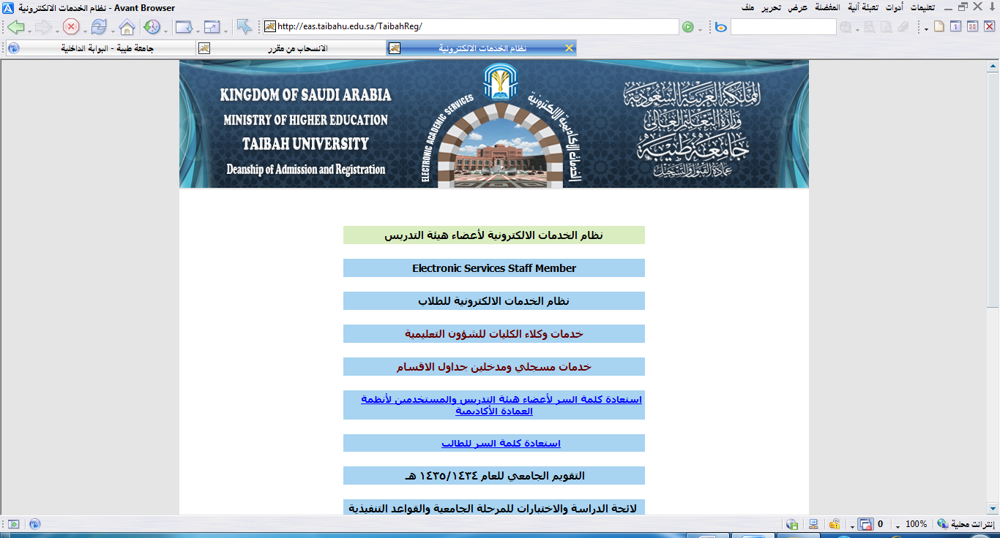 نظام الخدمات الالكترونية - Avant Browser
ملف تحرير عرض المفضلة تعبئة آلية أدوات تعليمات
http://eas.taibahu.edu.sa/TaibahReg/
جامعة طيبة - البوابة الداخلية
الانسحاب من مقرر
نظام الخدمات الالكترونية
KINGDOM OF SAUDI ARABIA
MINISTRY OF HIGHER EDUCATION
TAIBAH UNIVERSITY
Deanship of Admission and Registration
ELECTRONIC ACADEMIC SERVICES
الخدمات الأكاديمية الإلكترونية
المملكة العربية السعودية
وزارة التعليم العالي
جامعة طيبة
عمادة القبول والتسجيل
نظام الخدمات الالكترونية لأعضاء هيئة التدريس
Electronic Services Staff Member
نظام الخدمات الالكترونية للطلاب
خدمات وكلاء الكليات للشؤون التعليمية
خدمات مسجلي ومدخلين جداول الاقسام
استعادة كلمة السر لأعضاء هيئة التدريس والمستخدمين لأنظمة
العمادة الأكاديمية
استعادة كلمة السر للطالب
التقويم الجامعي للعام ١٤٣٥/١٤٣٤ هـ
لائحة الدراسة والاختبارات للمرحلة الجامعية والقواعد التنفيذية
0
100%
إنترانت محلية